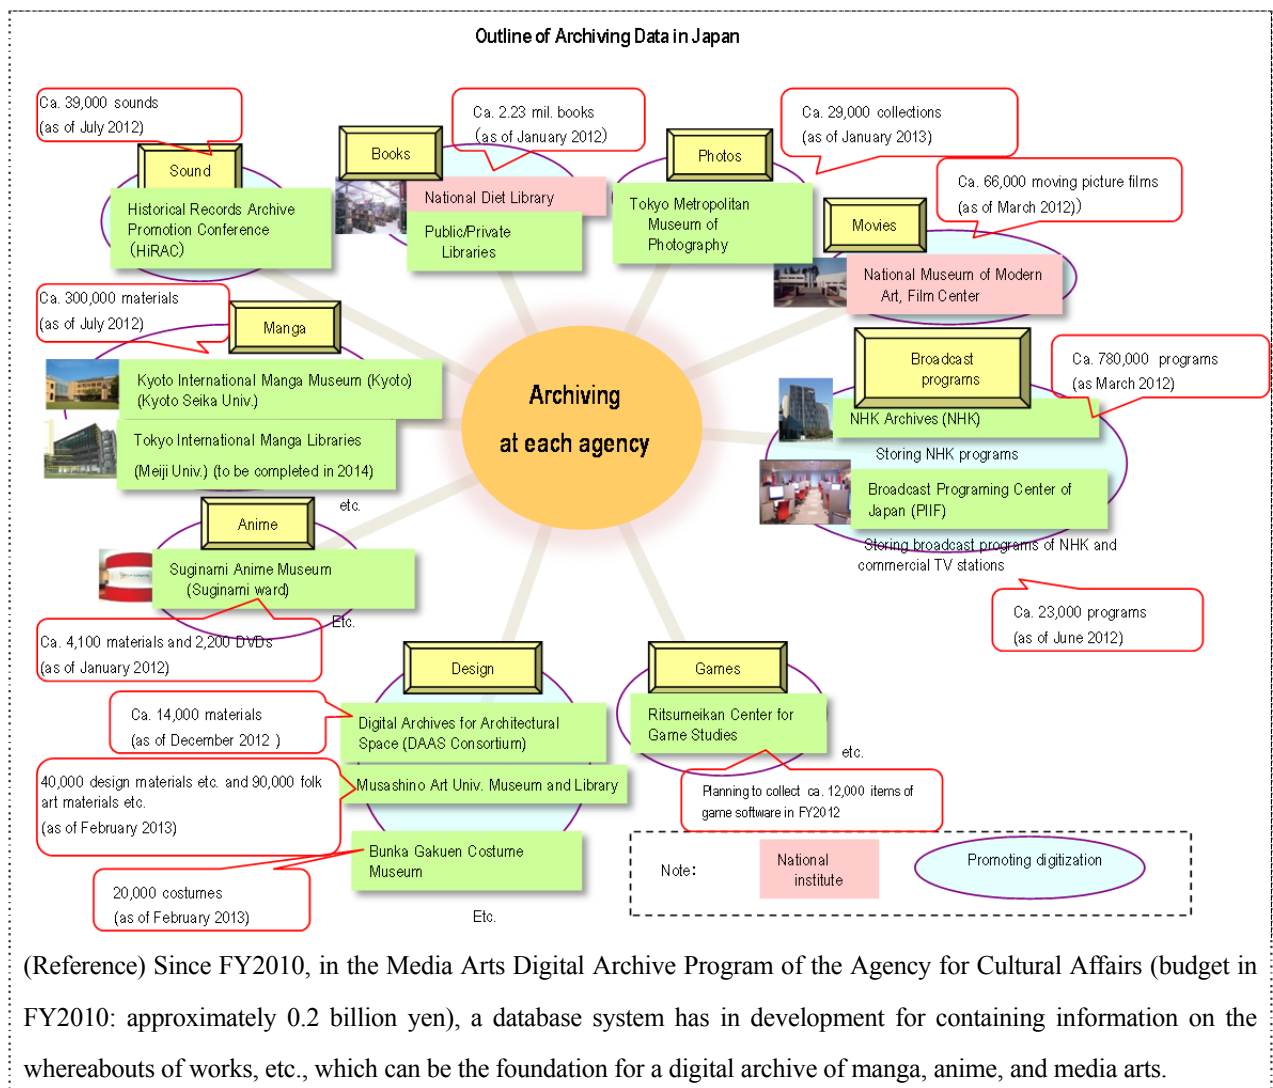 Outline of Archiving Data in Japan
Ca. 39,000 sounds
(as of July 2012)
Sound
Historical Records Archive
Promotion Conference
(HiRAC)
Ca. 2.23 mil. books
(as of January 2012)
Books
National Diet Library
Public/Private
Libraries
Ca. 29,000 collections
(as of January 2013)
Photos
Tokyo Metropolitan
Museum of
Photography
Ca. 66,000 moving picture films
(as of March 2012))
Movies
National Museum of Modern
Art, Film Center
Ca. 300,000 materials
(as of July 2012)
Manga
Kyoto International Manga Museum (Kyoto)
(Kyoto Seika Univ.)
Tokyo International Manga Libraries
(Meiji Univ.) (to be completed in 2014)
etc.
Archiving
at each agency
Broadcast
programs
Ca. 780,000 programs
(as March 2012)
NHK Archives (NHK)
Storing NHK programs
Broadcast Programing Center of
Japan (PIIF)
Storing broadcast programs of NHK and
commercial TV stations
Ca. 23,000 programs
(as of June 2012)
Anime
Suginami Anime Museum
(Suginami ward)
Etc.
Ca. 4,100 materials and 2,200 DVDs
(as of January 2012)
Design
Ca. 14,000 materials
(as of December 2012 )
Digital Archives for Architectural
Space (DAAS Consortium)
40,000 design materials etc. and 90,000 folk
art materials etc.
(as of February 2013)
Musashino Art Univ. Museum and Library
Bunka Gakuen Costume
Museum
20,000 costumes
(as of February 2013)
Etc.
Games
Ritsumeikan Center for
Game Studies
etc.
Planning to collect ca. 12,000 items of
game software in FY2012
Note:
National
institute
Promoting digitization
(Reference) Since FY2010, in the Media Arts Digital Archive Program of the Agency for Cultural Affairs (budget in
FY2010: approximately 0.2 billion yen), a database system has in development for containing information on the
whereabouts of works, etc., which can be the foundation for a digital archive of manga, anime, and media arts.